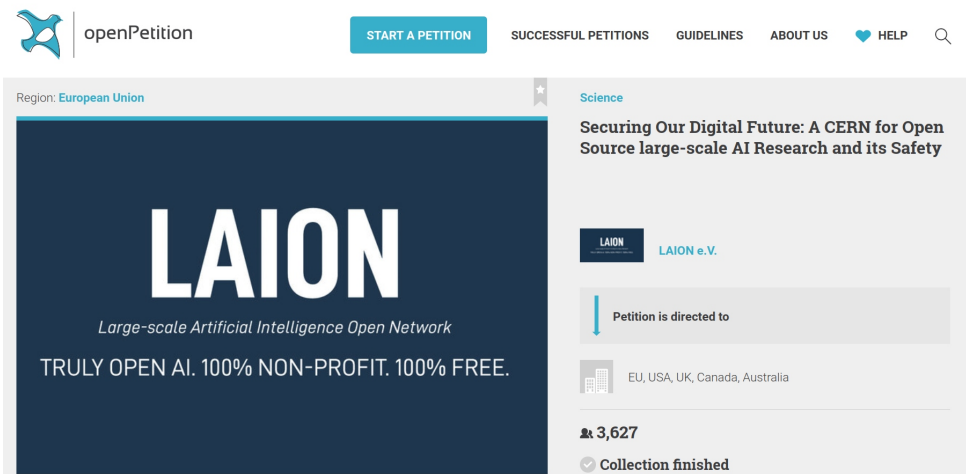 openPetition
START A PETITION
SUCCESSFUL PETITIONS
GUIDELINES
ABOUT US
HELP
Region: European Union
LAION
Large-scale Artificial Intelligence Open Network
TRULY OPEN AI. 100% NON-PROFIT. 100% FREE.
Science
Securing Our Digital Future: A CERN for Open
Source large-scale AI Research and its Safety
LAION
LAION e.V.
Petition is directed to
EU, USA, UK, Canada, Australia
3,627
Collection finished